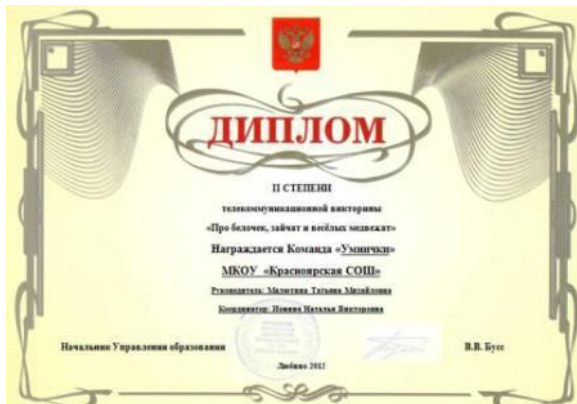 ДИПЛОМ
II СТЕПЕНИ
телекоммуникационной викторины
«Про белочек, зайчат и весёлых медвежат»
Награждается Команда «Умнички»
МКОУ «Красноярская СОШ»
Руководитель: Малютина Татьяна Михайловна
Координатор: Ионина Наталья Викторовна
Начальник Управления образования
В.В. Бусс
Любино 2012